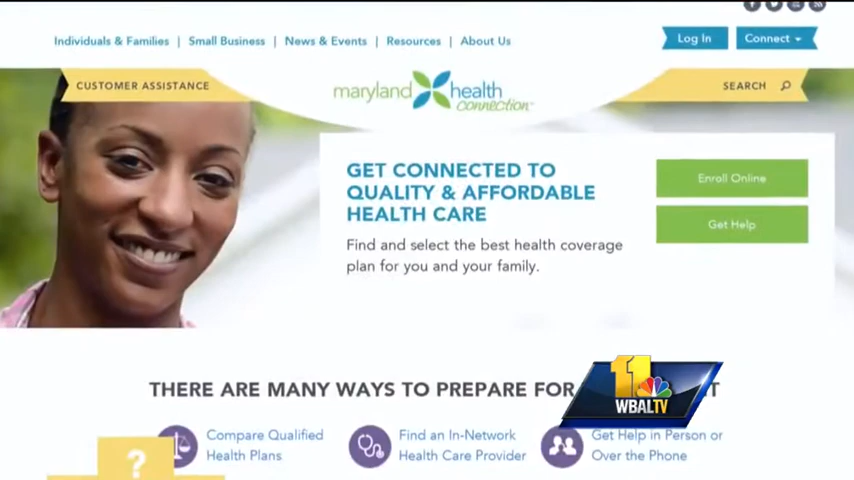 Individuals & Families | Small Business | News & Events | Resources | About Us
Log In
Connect
CUSTOMER ASSISTANCE
maryland health
connection
SEARCH
GET CONNECTED TO
QUALITY & AFFORDABLE
HEALTH CARE
Find and select the best health coverage
plan for you and your family.
Enroll Online
Get Help
THERE ARE MANY WAYS TO PREPARE FOR
11
WBALTV
Compare Qualified
Health Plans
Find an In-Network
Health Care Provider
Get Help in Person or
Over the Phone
?